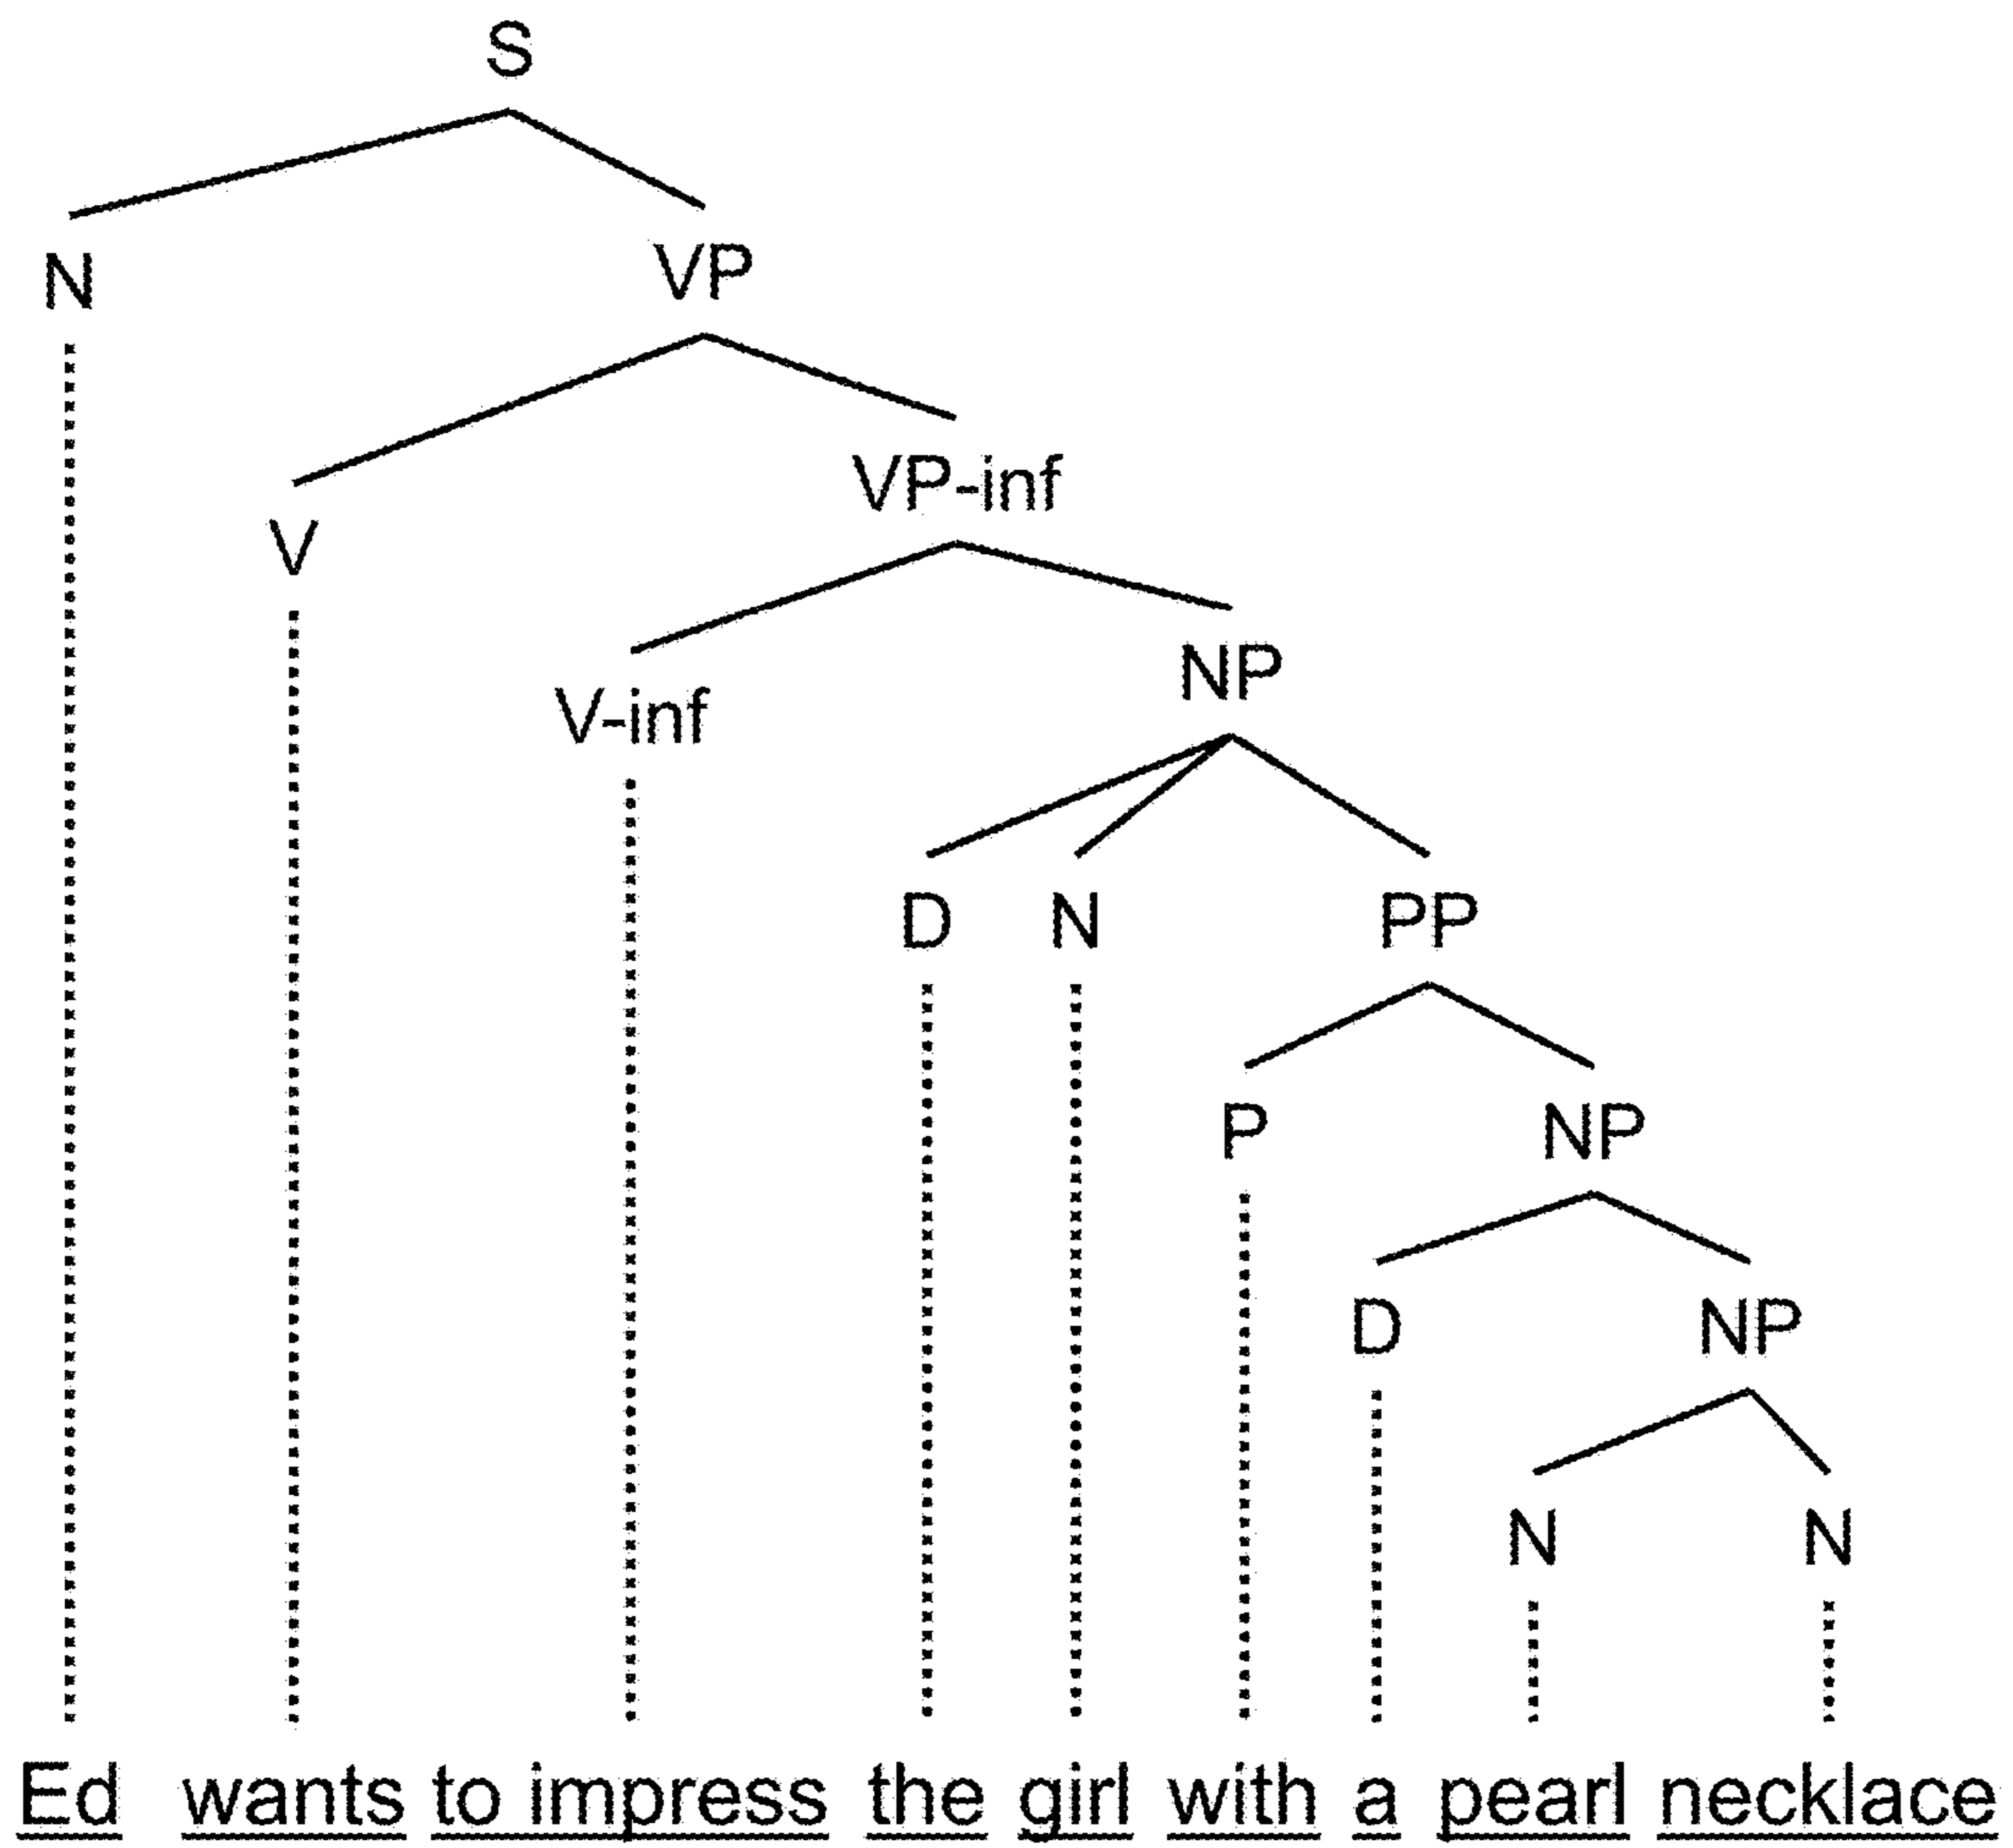 S
N VP
V VP-inf
V-inf NP
D N PP
P NP
D NP
N N
Ed wants to impress the girl with a pearl necklace